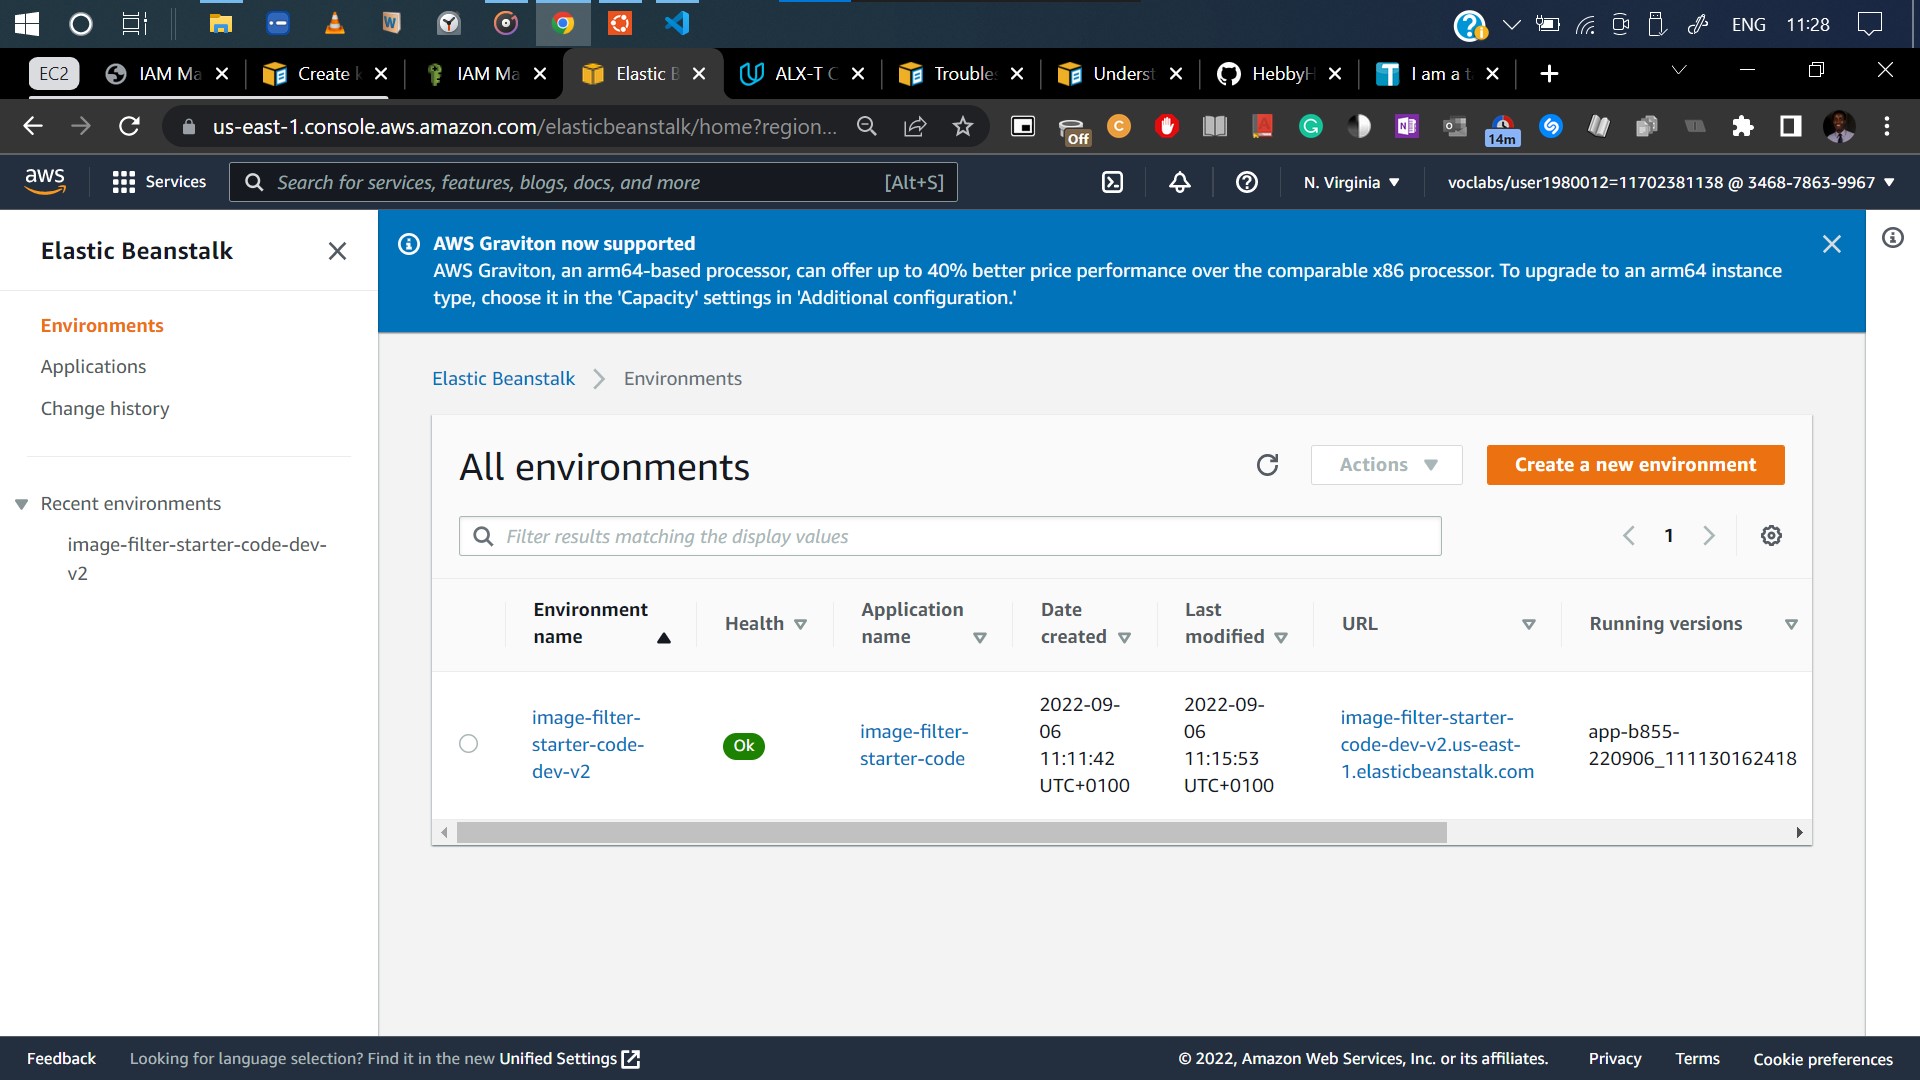 ENG 11:28
EC2 IAM Ma Create IAM Ma Elastic B ALX-T C Troubles Underst HebbyH I am a t
us-east-1.console.aws.amazon.com/elasticbeanstalk/home?region...
Off
14m
aws Services Search for services, features, blogs, docs, and more [Alt+S] N. Virginia voclabs/user1980012=11702381138 @ 3468-7863-9967
Elastic Beanstalk
Environments
Applications
Change history
Recent environments
image-filter-starter-code-dev-
v2
AWS Graviton now supported
AWS Graviton, an arm64-based processor, can offer up to 40% better price performance over the comparable x86 processor. To upgrade to an arm64 instance
type, choose it in the 'Capacity' settings in 'Additional configuration.'
Elastic Beanstalk Environments
All environments
Actions
Create a new environment
Filter results matching the display values
1
Environment name
Health
Application name
Date created
Last modified
URL
Running versions
image-filter-
starter-code-
dev-v2
Ok
image-filter-
starter-code
2022-09-
06
11:11:42
UTC+0100
2022-09-
06
11:15:53
UTC+0100
image-filter-starter-
code-dev-v2.us-east-
1.elasticbeanstalk.com
app-b855-
220906_111130162418
Feedback Looking for language selection? Find it in the new Unified Settings © 2022, Amazon Web Services, Inc. or its affiliates. Privacy Terms Cookie preferences